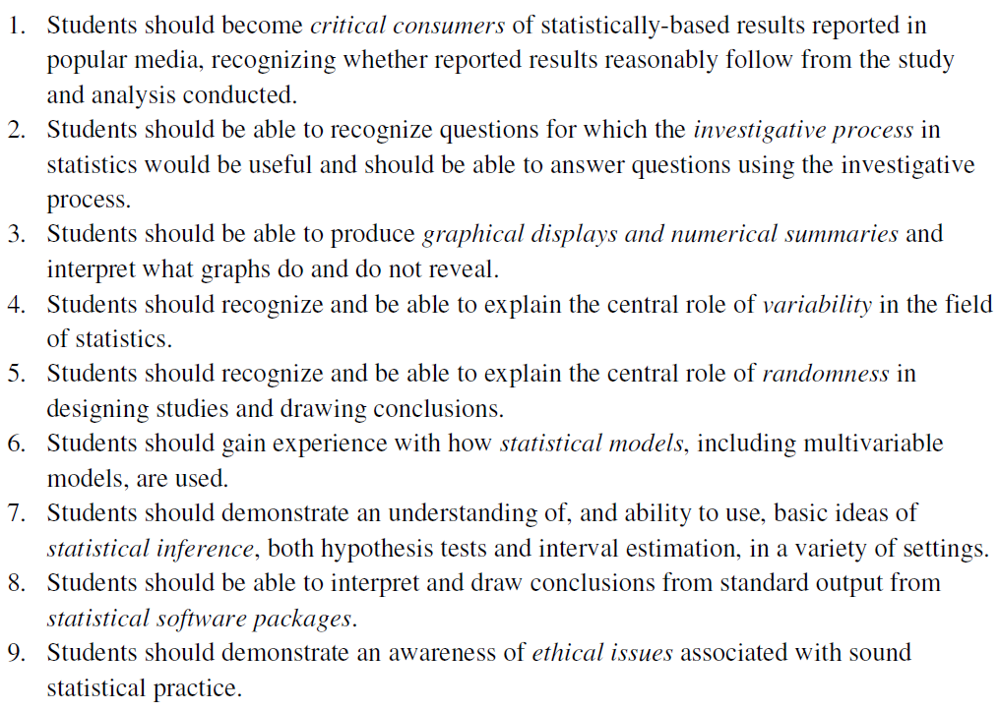 1. Students should become critical consumers of statistically-based results reported in
popular media, recognizing whether reported results reasonably follow from the study
and analysis conducted.
2. Students should be able to recognize questions for which the investigative process in
statistics would be useful and should be able to answer questions using the investigative
process.
3. Students should be able to produce graphical displays and numerical summaries and
interpret what graphs do and do not reveal.
4. Students should recognize and be able to explain the central role of variability in the field
of statistics.
5. Students should recognize and be able to explain the central role of randomness in
designing studies and drawing conclusions.
6. Students should gain experience with how statistical models, including multivariable
models, are used.
7. Students should demonstrate an understanding of, and ability to use, basic ideas of
statistical inference, both hypothesis tests and interval estimation, in a variety of settings.
8. Students should be able to interpret and draw conclusions from standard output from
statistical software packages.
9. Students should demonstrate an awareness of ethical issues associated with sound
statistical practice.